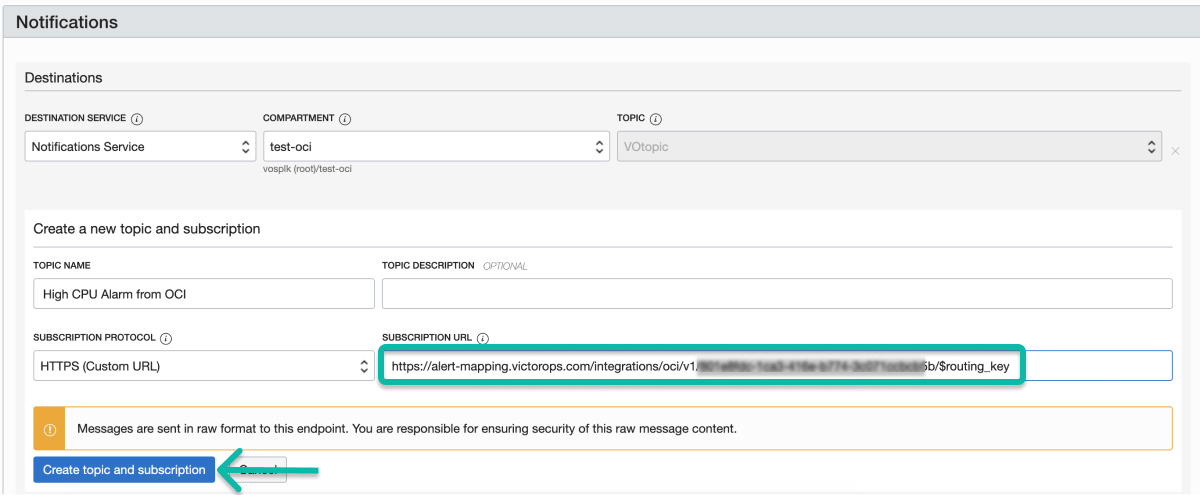 Notifications
Destinations
DESTINATION SERVICE i COMPARTMENT i TOPIC i
Notifications Service test-oci VOtopic ×
vosplk (root)/test-oci
Create a new topic and subscription
TOPIC NAME TOPIC DESCRIPTION OPTIONAL
High CPU Alarm from OCI
SUBSCRIPTION PROTOCOL i SUBSCRIPTION URL i
HTTPS (Custom URL) https://alert-mapping.victorops.com/integrations/oci/v1/ 5b/$routing_key
Messages are sent in raw format to this endpoint. You are responsible for ensuring security of this raw message content.
Create topic and subscription Cancel